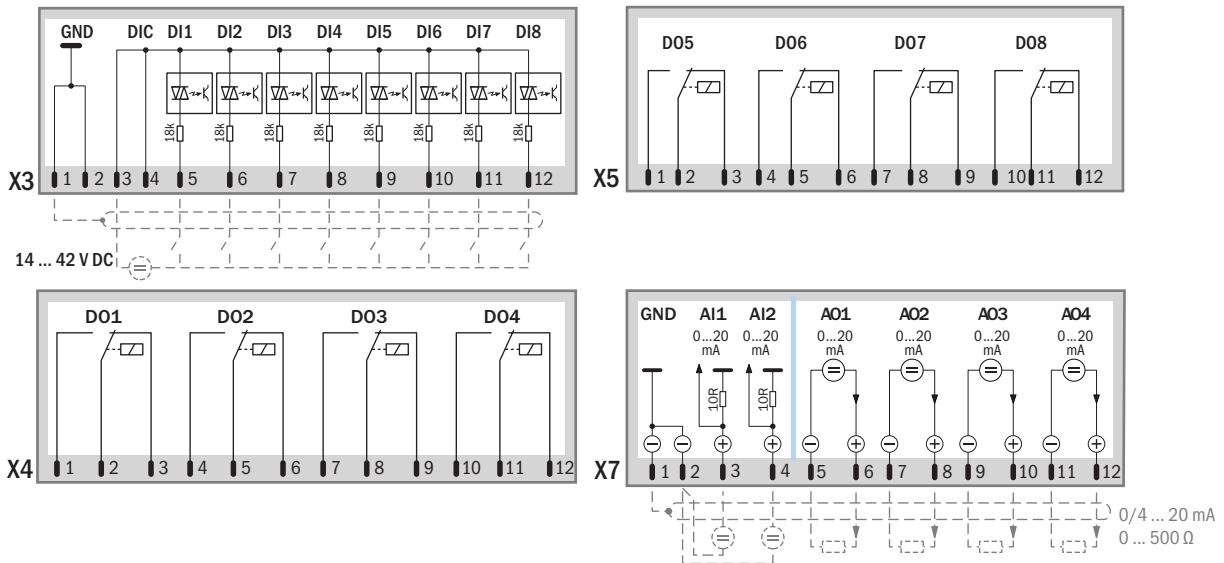 GND DIC DI1 DI2 DI3 DI4 DI5 DI6 DI7 DI8
18k 18k 18k 18k 18k 18k 18k 18k
X3 1 2 3 4 5 6 7 8 9 10 11 12
14 ... 42 V DC
DO5 DO6 DO7 DO8
X5 1 2 3 4 5 6 7 8 9 10 11 12
DO1 DO2 DO3 DO4
X4 1 2 3 4 5 6 7 8 9 10 11 12
GND AI1 AI2 AO1 AO2 AO3 AO4
0...20 0...20 0...20 0...20 0...20 0...20
mA mA mA mA mA mA
10R 10R
X7 1 2 3 4 5 6 7 8 9 10 11 12
0/4 ... 20 mA
0 ... 500 Ω